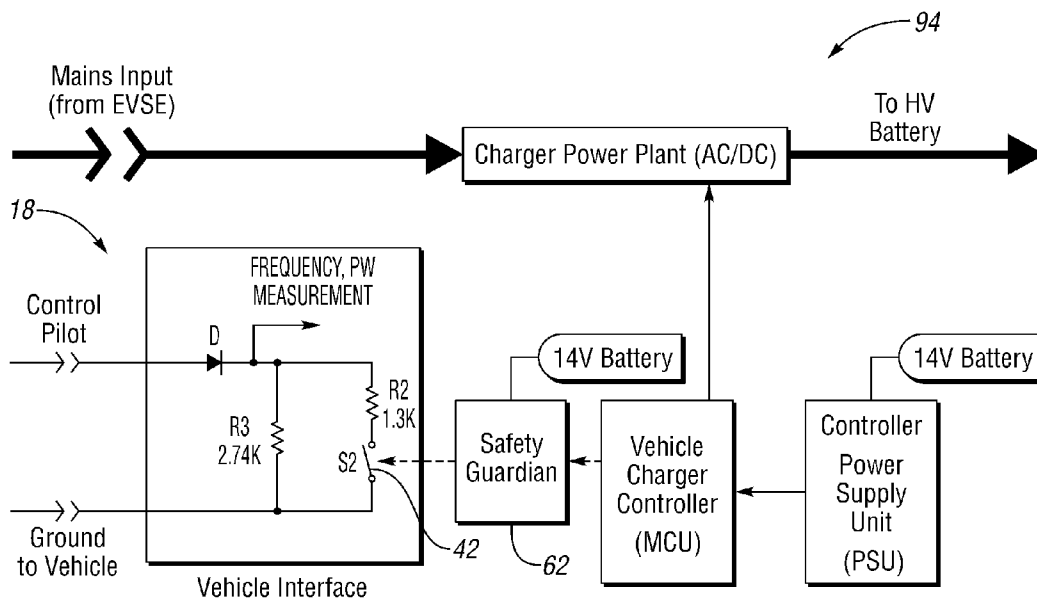 94
Mains Input
(from EVSE)
To HV
Battery
Charger Power Plant (AC/DC)
18
FREQUENCY, PW
MEASUREMENT
Control
Pilot
D
14V Battery
14V Battery
R2
1.3K
R3
2.74K
S2
Safety
Guardian
Vehicle
Charger
Controller
(MCU)
Controller
Power
Supply
Unit
(PSU)
Ground
to Vehicle
42
62
Vehicle Interface